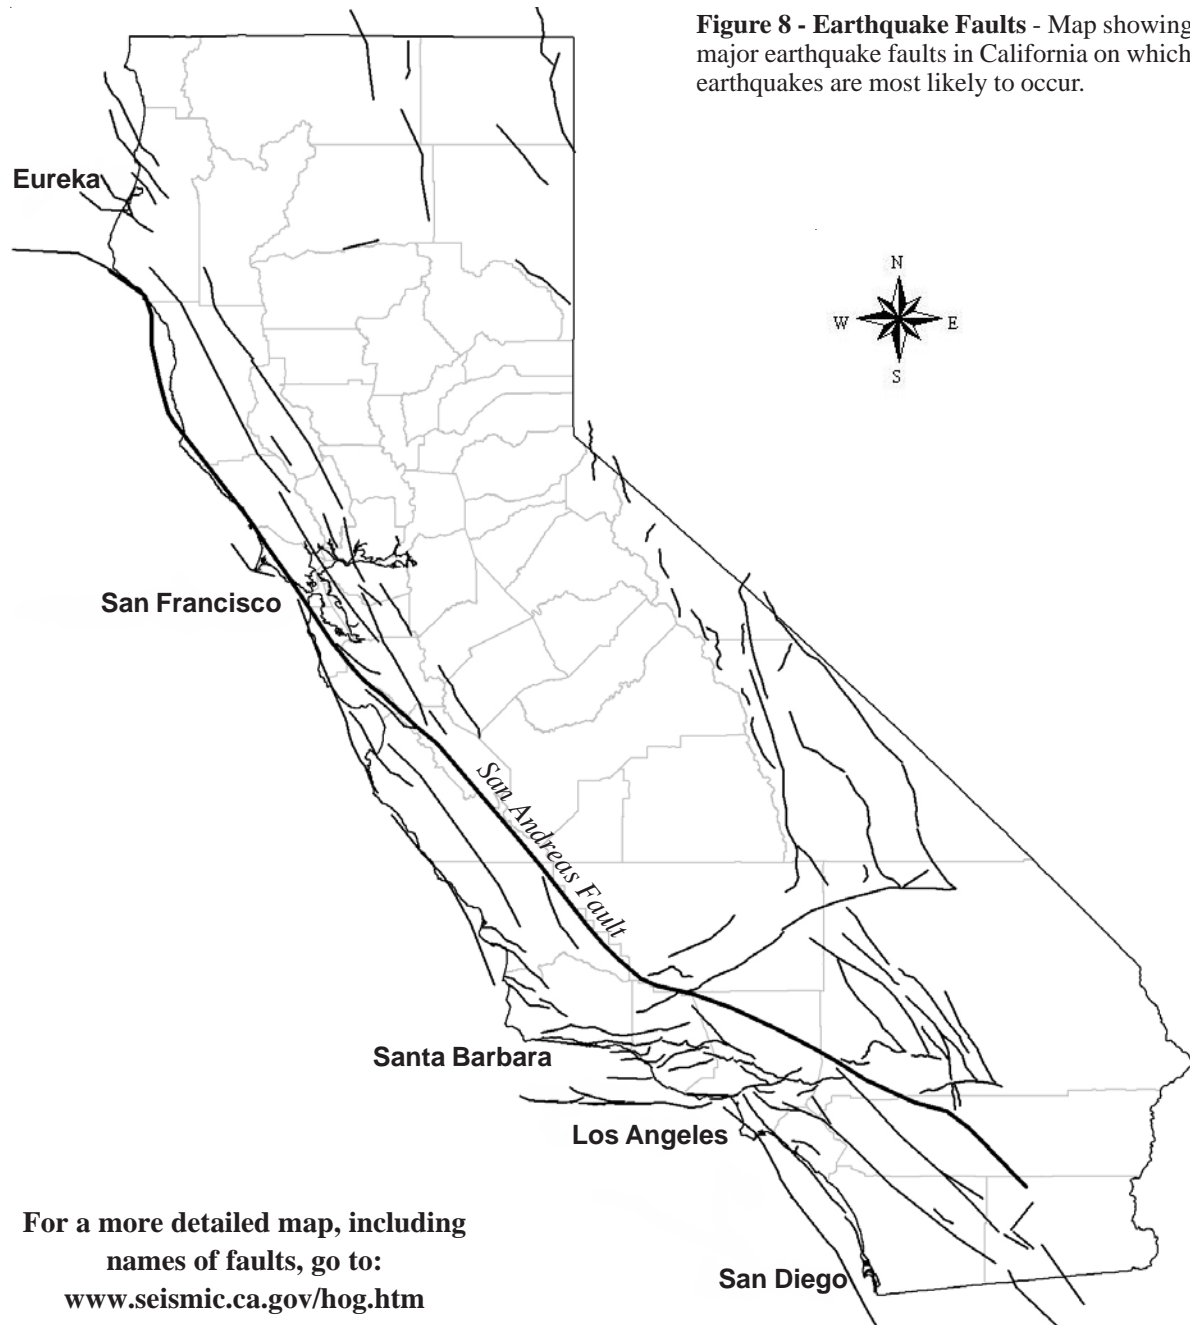 Figure 8 - Earthquake Faults - Map showing
major earthquake faults in California on which
earthquakes are most likely to occur.
Eureka
N
W E
S
San Francisco
San Andreas Fault
Santa Barbara
Los Angeles
For a more detailed map, including
names of faults, go to:
www.seismic.ca.gov/hog.htm
San Diego